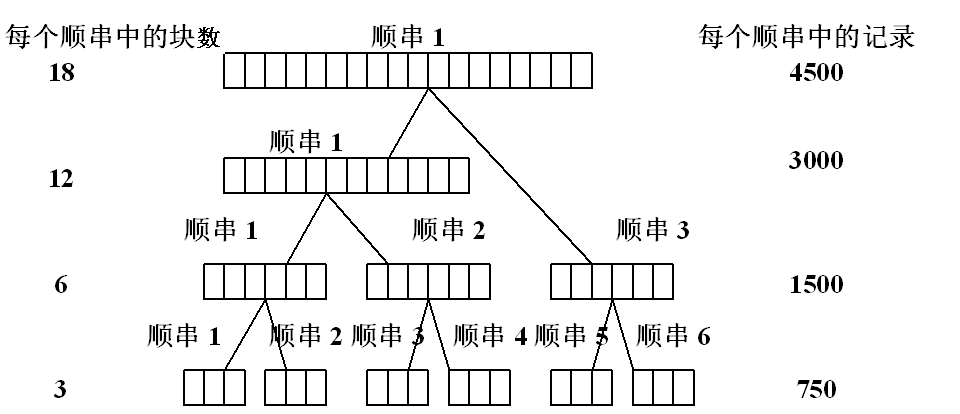 每个顺串中的块数 顺串 1 每个顺串中的记录
18 4500
顺串 1 3000
12
顺串 1 顺串 2 顺串 3
6 1500
顺串 1 顺串 2 顺串 3 顺串 4 顺串 5 顺串 6
3 750